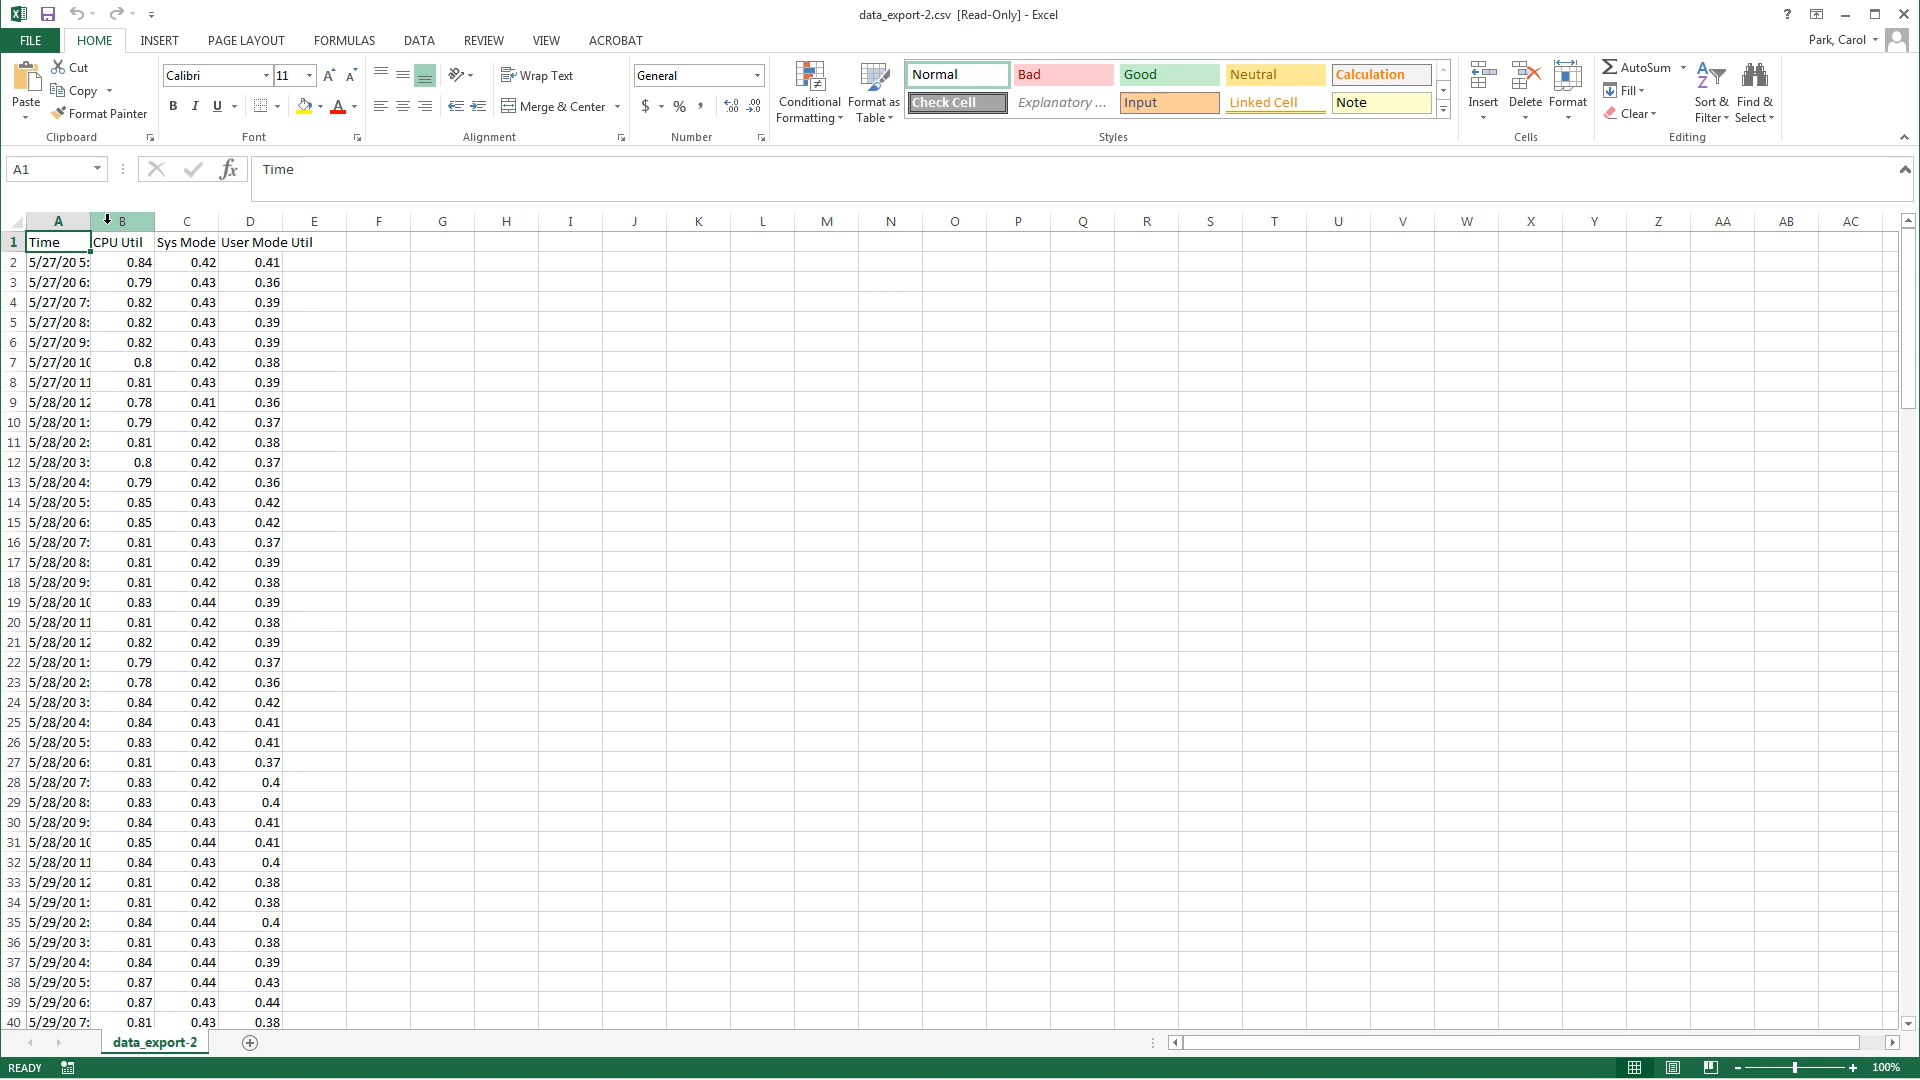 data_export-2.csv [Read-Only] - Excel
?
Park, Carol
FILE HOME INSERT PAGE LAYOUT FORMULAS DATA REVIEW VIEW ACROBAT
Paste
Cut
Copy
Format Painter
Clipboard
Calibri 11
B I U
Font
Wrap Text
Merge & Center
Alignment
General
$ % ,
Number
Conditional Formatting
Format as Table
Normal Bad Good Neutral Calculation
Check Cell Explanatory ... Input Linked Cell Note
Styles
Insert Delete Format
Cells
AutoSum
Fill
Clear
Sort & Filter
Find & Select
Editing
A1 fx Time
A B C D E F G H I J K L M N O P Q R S T U V W X Y Z AA AB AC
1 Time CPU Util Sys Mode User Mode Util
2 5/27/20 5: 0.84 0.42 0.41
3 5/27/20 6: 0.79 0.43 0.36
4 5/27/20 7: 0.82 0.43 0.39
5 5/27/20 8: 0.82 0.43 0.39
6 5/27/20 9: 0.82 0.43 0.39
7 5/27/20 10 0.8 0.42 0.38
8 5/27/20 11 0.81 0.43 0.39
9 5/28/20 12 0.78 0.41 0.36
10 5/28/20 1: 0.79 0.42 0.37
11 5/28/20 2: 0.81 0.42 0.38
12 5/28/20 3: 0.8 0.42 0.37
13 5/28/20 4: 0.79 0.42 0.36
14 5/28/20 5: 0.85 0.43 0.42
15 5/28/20 6: 0.85 0.43 0.42
16 5/28/20 7: 0.81 0.43 0.37
17 5/28/20 8: 0.81 0.42 0.39
18 5/28/20 9: 0.81 0.42 0.38
19 5/28/20 10 0.83 0.44 0.39
20 5/28/20 11 0.81 0.42 0.38
21 5/28/20 12 0.82 0.42 0.39
22 5/28/20 1: 0.79 0.42 0.37
23 5/28/20 2: 0.78 0.42 0.36
24 5/28/20 3: 0.84 0.42 0.42
25 5/28/20 4: 0.84 0.43 0.41
26 5/28/20 5: 0.83 0.42 0.41
27 5/28/20 6: 0.81 0.43 0.37
28 5/28/20 7: 0.83 0.42 0.4
29 5/28/20 8: 0.83 0.43 0.4
30 5/28/20 9: 0.84 0.43 0.41
31 5/28/20 10 0.85 0.44 0.41
32 5/28/20 11 0.84 0.43 0.4
33 5/29/20 12 0.81 0.42 0.38
34 5/29/20 1: 0.81 0.42 0.38
35 5/29/20 2: 0.84 0.44 0.4
36 5/29/20 3: 0.81 0.43 0.38
37 5/29/20 4: 0.84 0.44 0.39
38 5/29/20 5: 0.87 0.44 0.43
39 5/29/20 6: 0.87 0.43 0.44
40 5/29/20 7: 0.81 0.43 0.38
data_export-2
READY
100%